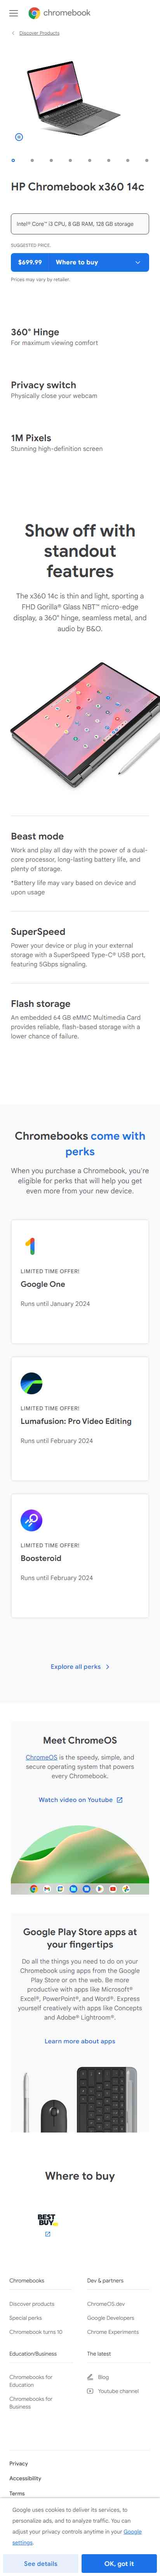 chromebook
Discover Products
HP Chromebook x360 14c
Intel® Core™ i3 CPU, 8 GB RAM, 128 GB storage
SUGGESTED PRICE.
$699.99 Where to buy
Prices may vary by retailer.
360° Hinge
For maximum viewing comfort
Privacy switch
Physically close your webcam
1M Pixels
Stunning high-definition screen
Show off with
standout
features
The x360 14c is thin and light, sporting a
FHD Gorilla® Glass NBT™ micro-edge
display, a 360° hinge, seamless metal, and
audio by B&O.
Beast mode
Work and play all day with the power of a dual-
core processor, long-lasting battery life, and
plenty of storage.
*Battery life may vary based on device and
upon usage
SuperSpeed
Power your device or plug in your external
storage with a SuperSpeed Type-C® USB port,
featuring 5Gbps signaling.
Flash storage
An embedded 64 GB eMMC Multimedia Card
provides reliable, flash-based storage with a
lower chance of failure.
Chromebooks come with
perks
When you purchase a Chromebook, you're
eligible for perks that will help you get
even more from your new device.
LIMITED TIME OFFER!
Google One
Runs until January 2024
LIMITED TIME OFFER!
Lumafusion: Pro Video Editing
Runs until February 2024
LIMITED TIME OFFER!
Boosteroid
Runs until February 2024
Explore all perks
Meet ChromeOS
ChromeOS is the speedy, simple, and
secure operating system that powers
every Chromebook.
Watch video on Youtube
Google Play Store apps at
your fingertips
Do all the things you need to do on your
Chromebook using apps from the Google
Play Store or on the web. Be more
productive with apps like Microsoft®
Excel®, PowerPoint®, and Word®. Express
yourself creatively with apps like Concepts
and Adobe® Lightroom®.
Learn more about apps
Where to buy
BEST
BUY
Chromebooks
Dev & partners
Discover products
ChromeOS.dev
Special perks
Google Developers
Chromebook turns 10
Chrome Experiments
Education/Business
The latest
Chromebooks for
Education
Blog
Youtube channel
Chromebooks for
Business
Privacy
Accessibility
Terms
Google uses cookies to deliver its services, to
personalize ads, and to analyze traffic. You can
adjust your privacy controls anytime in your Google
settings.
See details
OK, got it